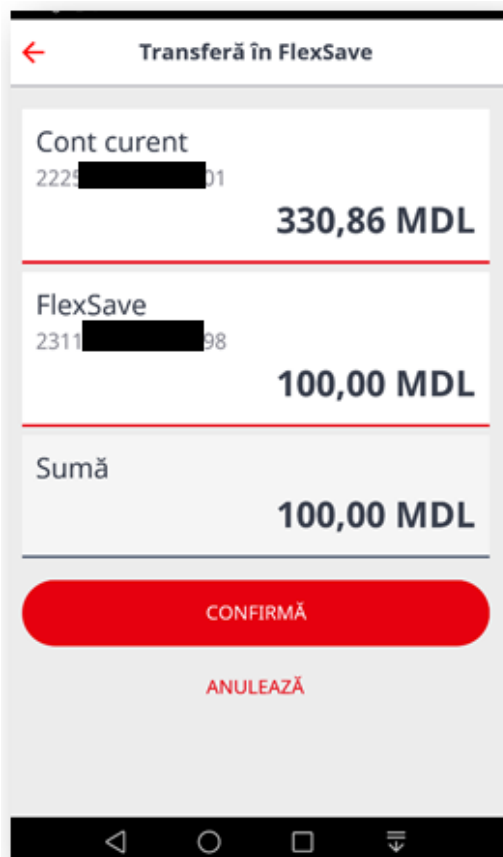 Transferă în FlexSave
Cont curent
2225 01
330,86 MDL
FlexSave
2311 98
100,00 MDL
Sumă
100,00 MDL
CONFIRMĂ
ANULEAZĂ